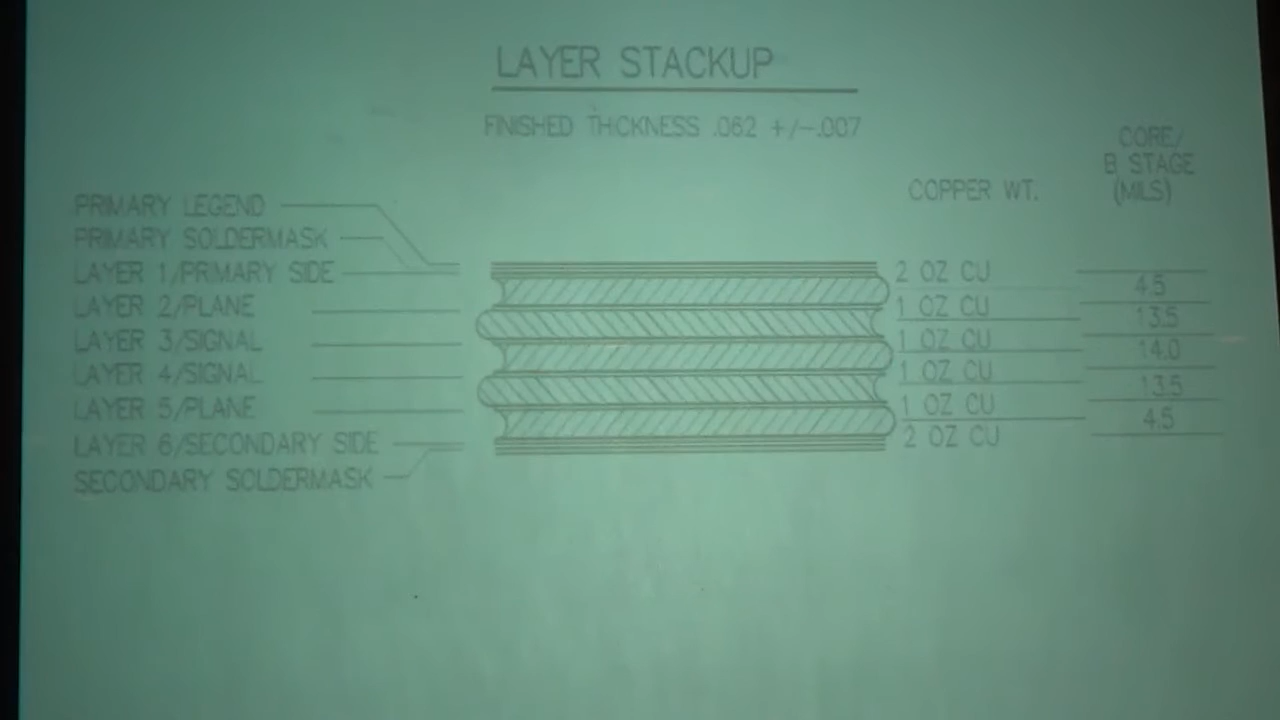 LAYER STACKUP
FINISHED THICKNESS .062 +/-.007
CORE/
B STAGE
(MILS)
COPPER WT.
PRIMARY LEGEND
PRIMARY SOLDERMASK
LAYER 1/PRIMARY SIDE 2 OZ CU
4.5
LAYER 2/PLANE 1 OZ CU
13.5
LAYER 3/SIGNAL 1 OZ CU
14.0
LAYER 4/SIGNAL 1 OZ CU
13.5
LAYER 5/PLANE 1 OZ CU
4.5
LAYER 6/SECONDARY SIDE 2 OZ CU
SECONDARY SOLDERMASK